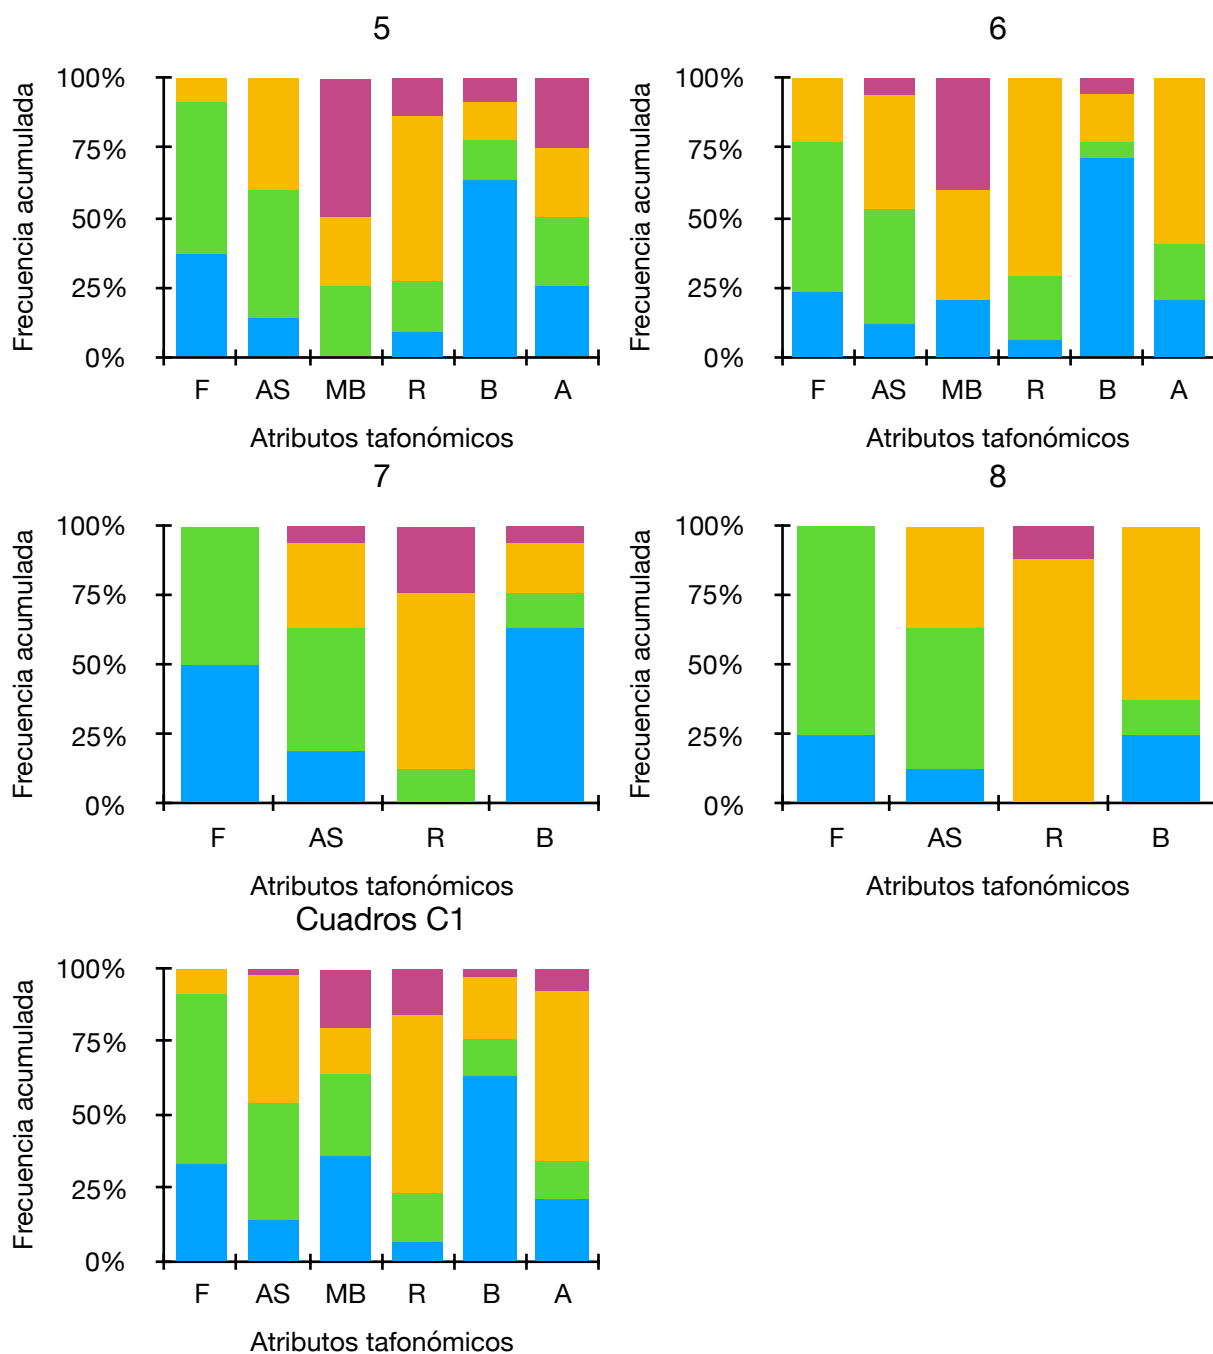 5
Frecuencia acumulada
100%
75%
50%
25%
0%
F AS MB R B A
Atributos tafonómicos
6
Frecuencia acumulada
100%
75%
50%
25%
0%
F AS MB R B A
Atributos tafonómicos
7
Frecuencia acumulada
100%
75%
50%
25%
0%
F AS R B
Atributos tafonómicos
8
Frecuencia acumulada
100%
75%
50%
25%
0%
F AS R B
Atributos tafonómicos
Cuadros C1
Frecuencia acumulada
100%
75%
50%
25%
0%
F AS MB R B A
Atributos tafonómicos